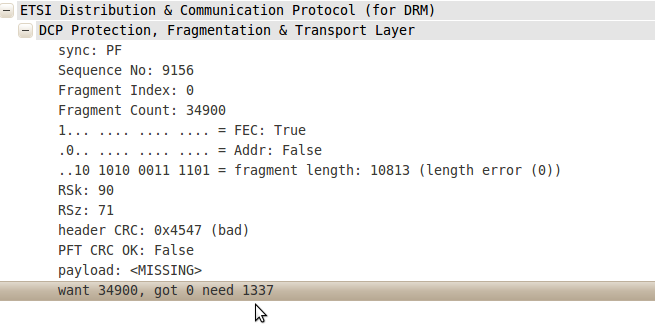 ETSI Distribution & Communication Protocol (for DRM)
DCP Protection, Fragmentation & Transport Layer
sync: PF
Sequence No: 9156
Fragment Index: 0
Fragment Count: 34900
1... .... .... .... = FEC: True
.0.. .... .... .... = Addr: False
..10 1010 0011 1101 = fragment length: 10813 (length error (0))
RSk: 90
RSz: 71
header CRC: 0x4547 (bad)
PFT CRC OK: False
payload: <MISSING>
want 34900, got 0 need 1337